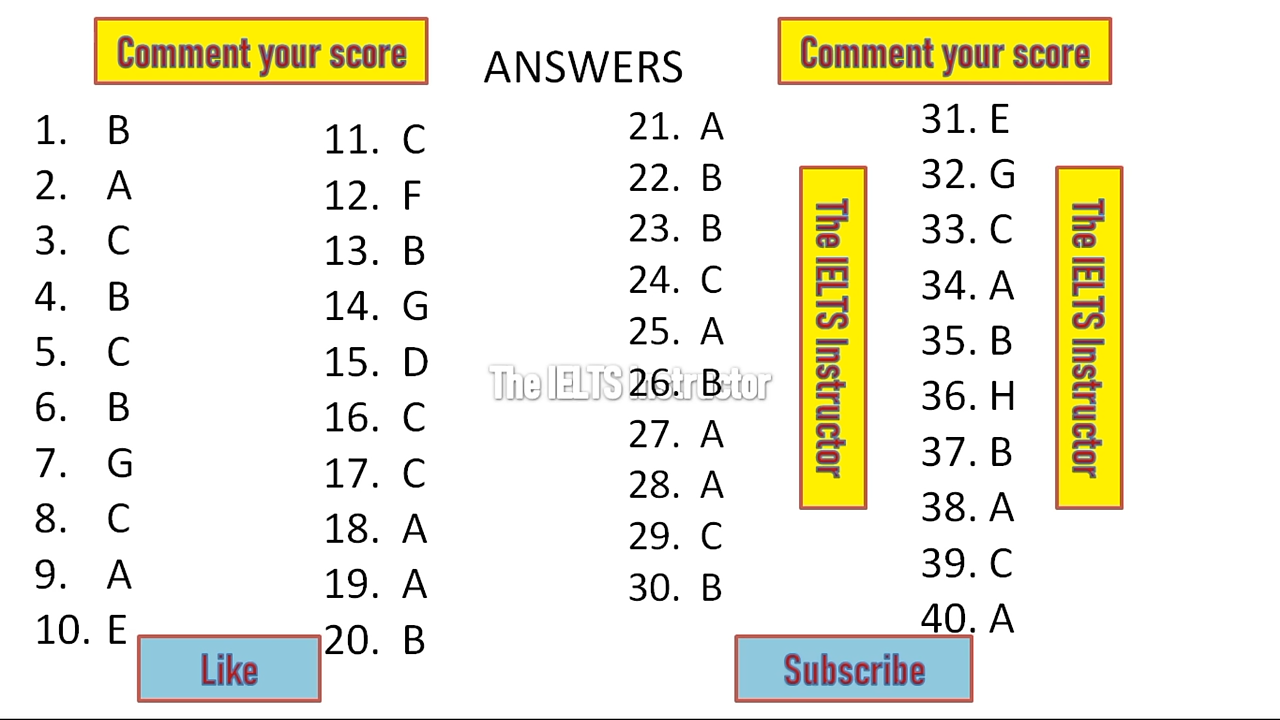 Comment your score
ANSWERS
Comment your score
1. B
2. A
3. C
4. B
5. C
6. B
7. G
8. C
9. A
10. E
11. C
12. F
13. B
14. G
15. D
16. C
17. C
18. A
19. A
20. B
21. A
22. B
23. B
24. C
25. A
26. B
27. A
28. A
29. C
30. B
The IELTS Instructor
The IELTS Instructor
31. E
32. G
33. C
34. A
35. B
36. H
37. B
38. A
39. C
40. A
The IELTS Instructor
Like
Subscribe